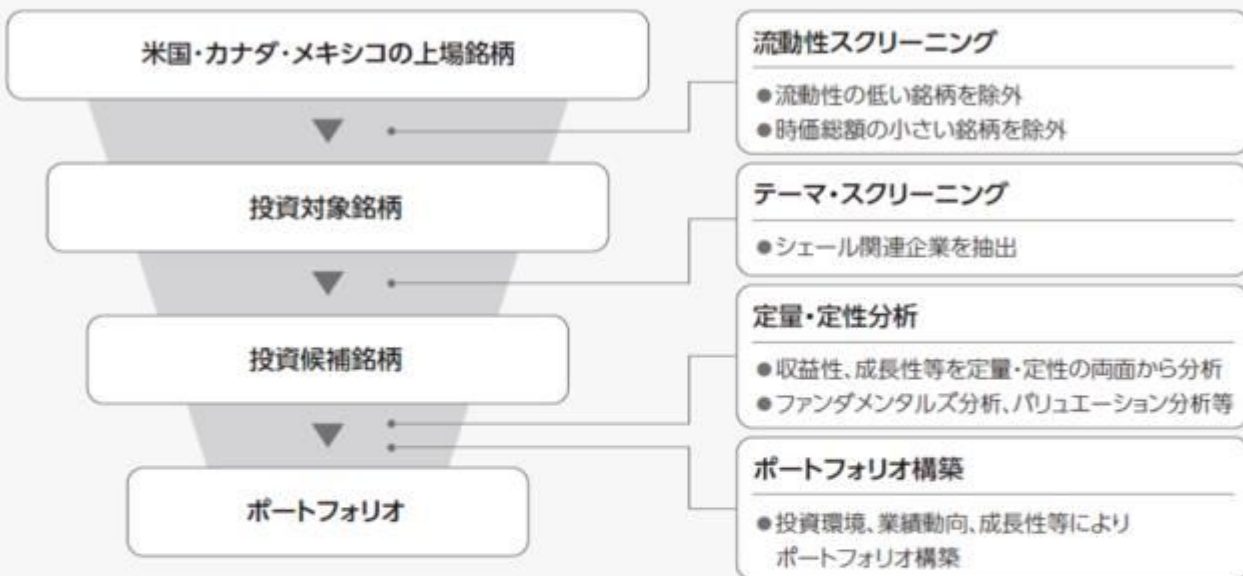 米国・カナダ・メキシコの上場銘柄
投資対象銘柄
投資候補銘柄
ポートフォリオ
流動性スクリーニング
●流動性の低い銘柄を除外
●時価総額の小さい銘柄を除外
テーマ・スクリーニング
●シェール関連企業を抽出
定量・定性分析
●収益性、成長性等を定量・定性の両面から分析
●ファンダメンタルズ分析、バリュエーション分析等
ポートフォリオ構築
●投資環境、業績動向、成長性等により
ポートフォリオ構築